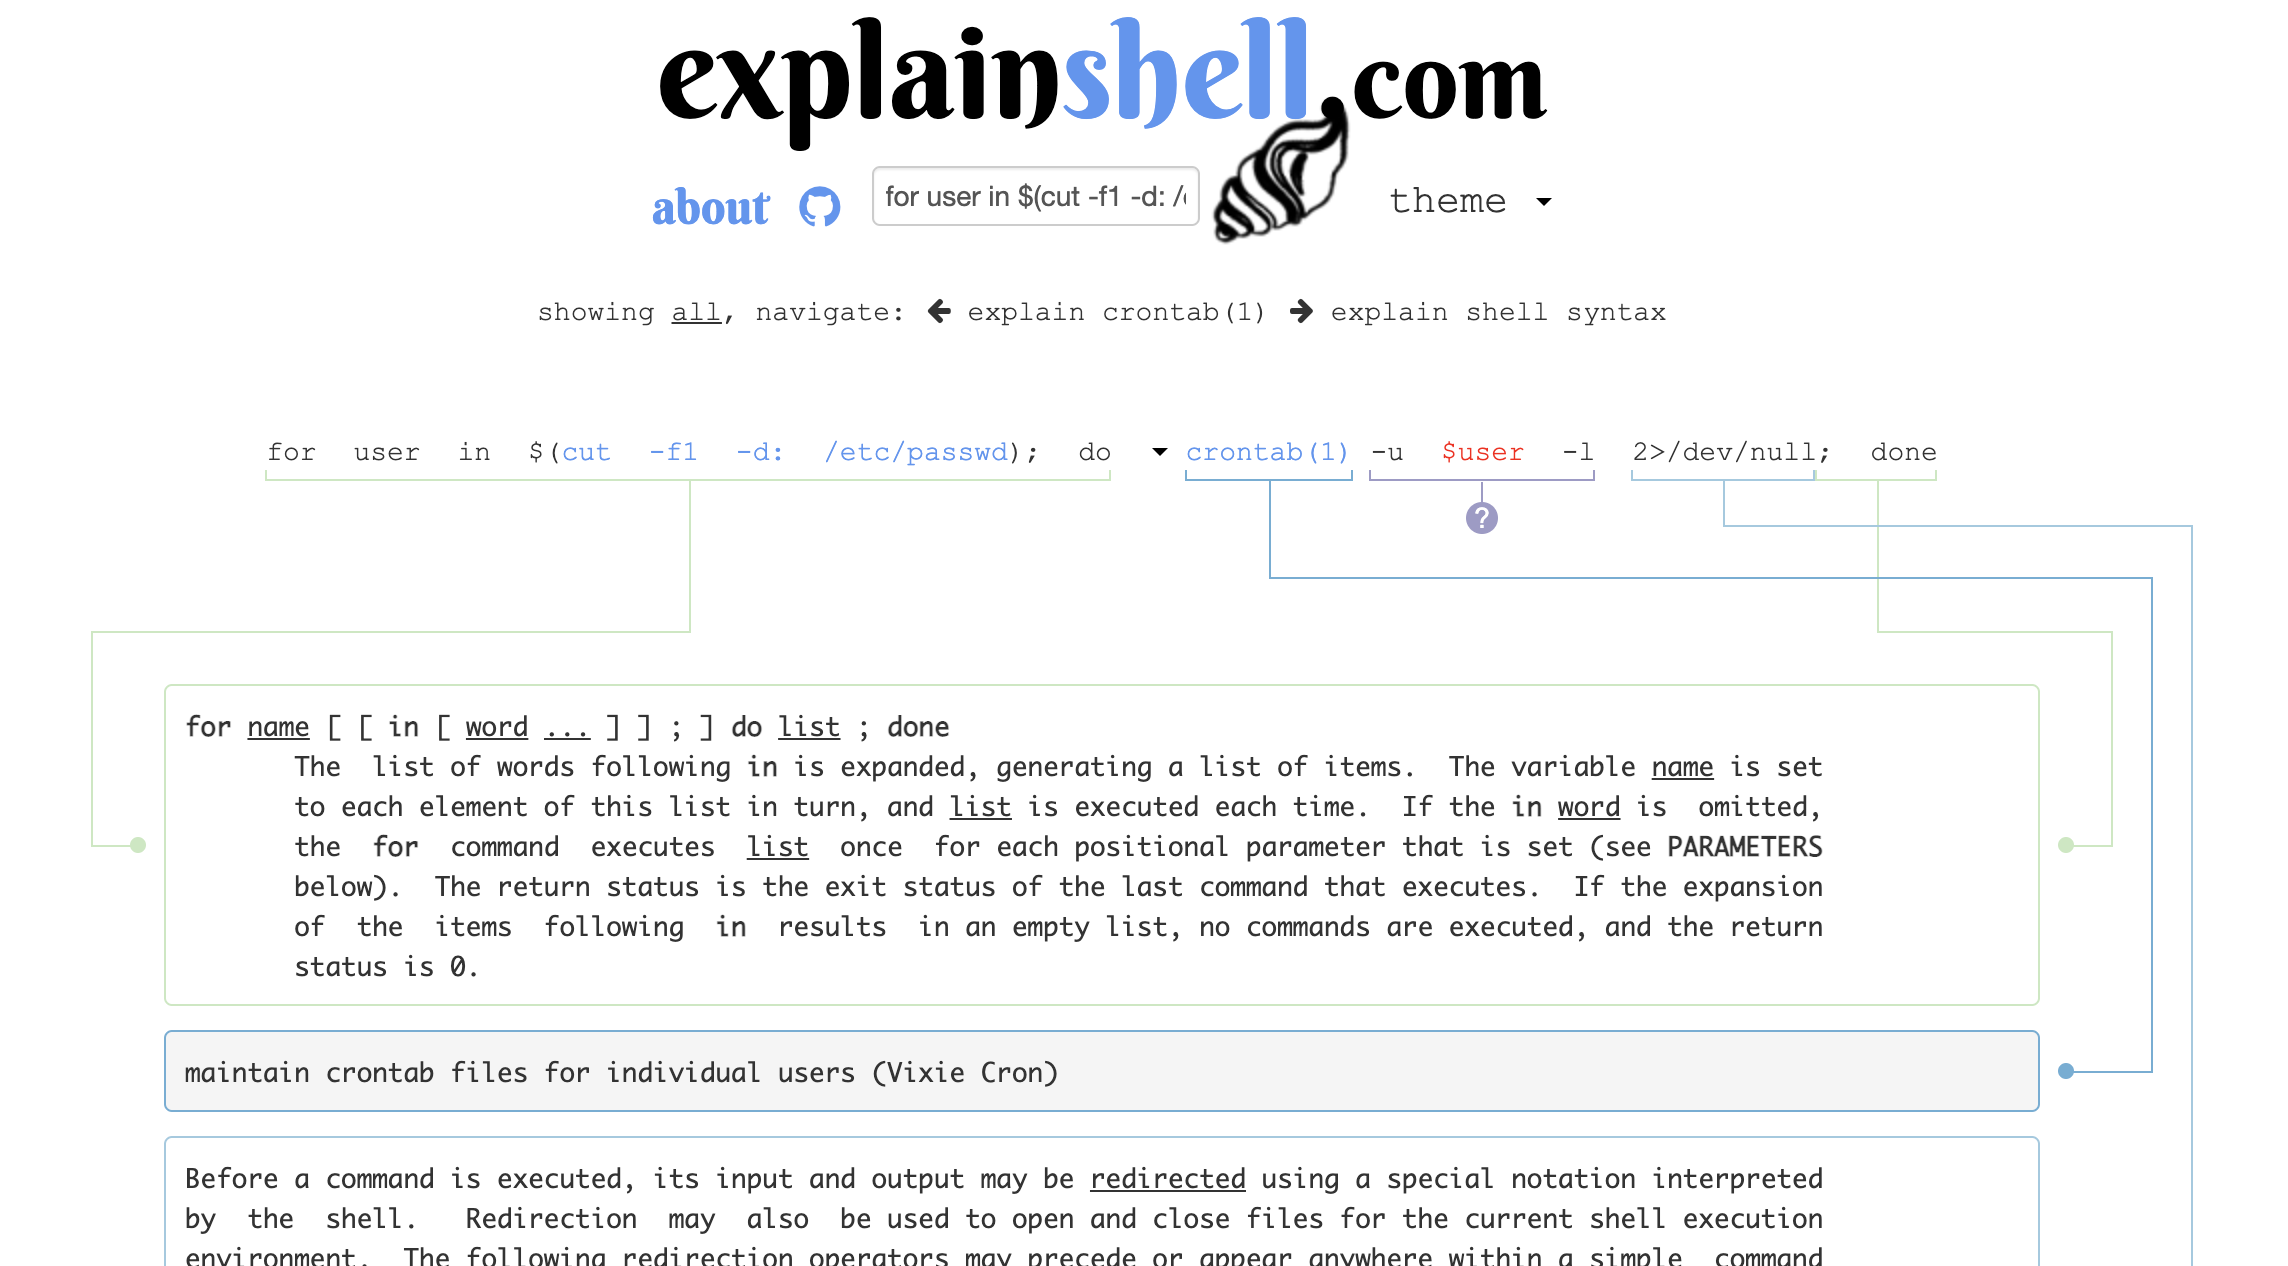 explainshell.com
about for user in $(cut -f1 -d: / theme
showing all, navigate: ← explain crontab(1) → explain shell syntax
for user in $(cut -f1 -d: /etc/passwd); do crontab(1) -u $user -l 2>/dev/null; done
?
for name [ [ in [ word ... ] ] ; ] do list ; done
The list of words following in is expanded, generating a list of items. The variable name is set
to each element of this list in turn, and list is executed each time. If the in word is omitted,
the for command executes list once for each positional parameter that is set (see PARAMETERS
below). The return status is the exit status of the last command that executes. If the expansion
of the items following in results in an empty list, no commands are executed, and the return
status is 0.
maintain crontab files for individual users (Vixie Cron)
Before a command is executed, its input and output may be redirected using a special notation interpreted
by the shell. Redirection may also be used to open and close files for the current shell execution
environment. The following redirection operators may precede or appear anywhere within a simple command